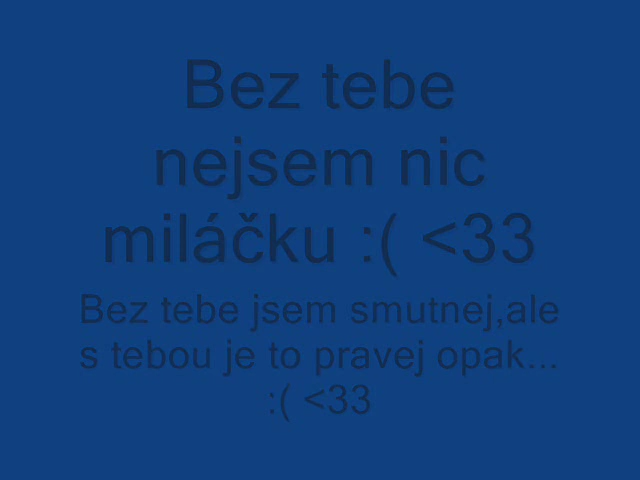 Bez tebe
nejsem nic
miláčku :( <33
Bez tebe jsem smutnej,ale
s tebou je to pravej opak...
:( <33